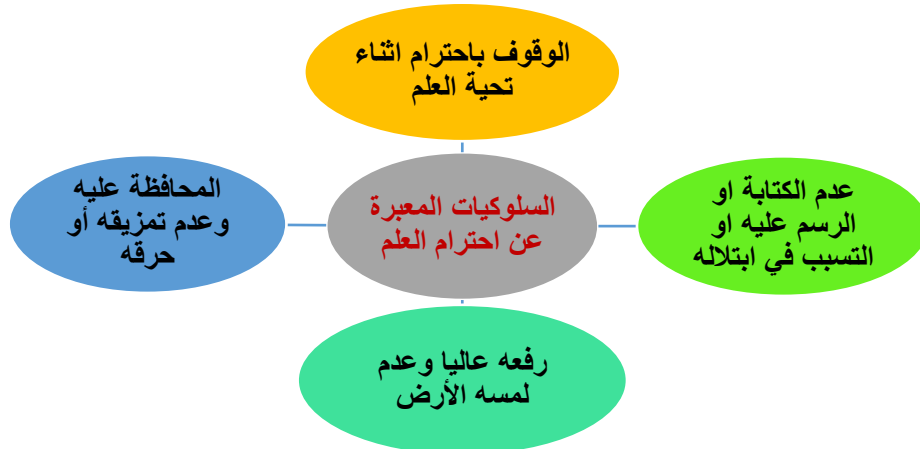 الوقوف باحترام اثناء
تحية العلم
عدم الكتابة او
الرسم عليه او
التسبب في ابتلاله
السلوكيات المعبرة
عن احترام العلم
المحافظة عليه
وعدم تمزيقه أو
حرقه
رفعه عاليا وعدم
لمسه الأرض